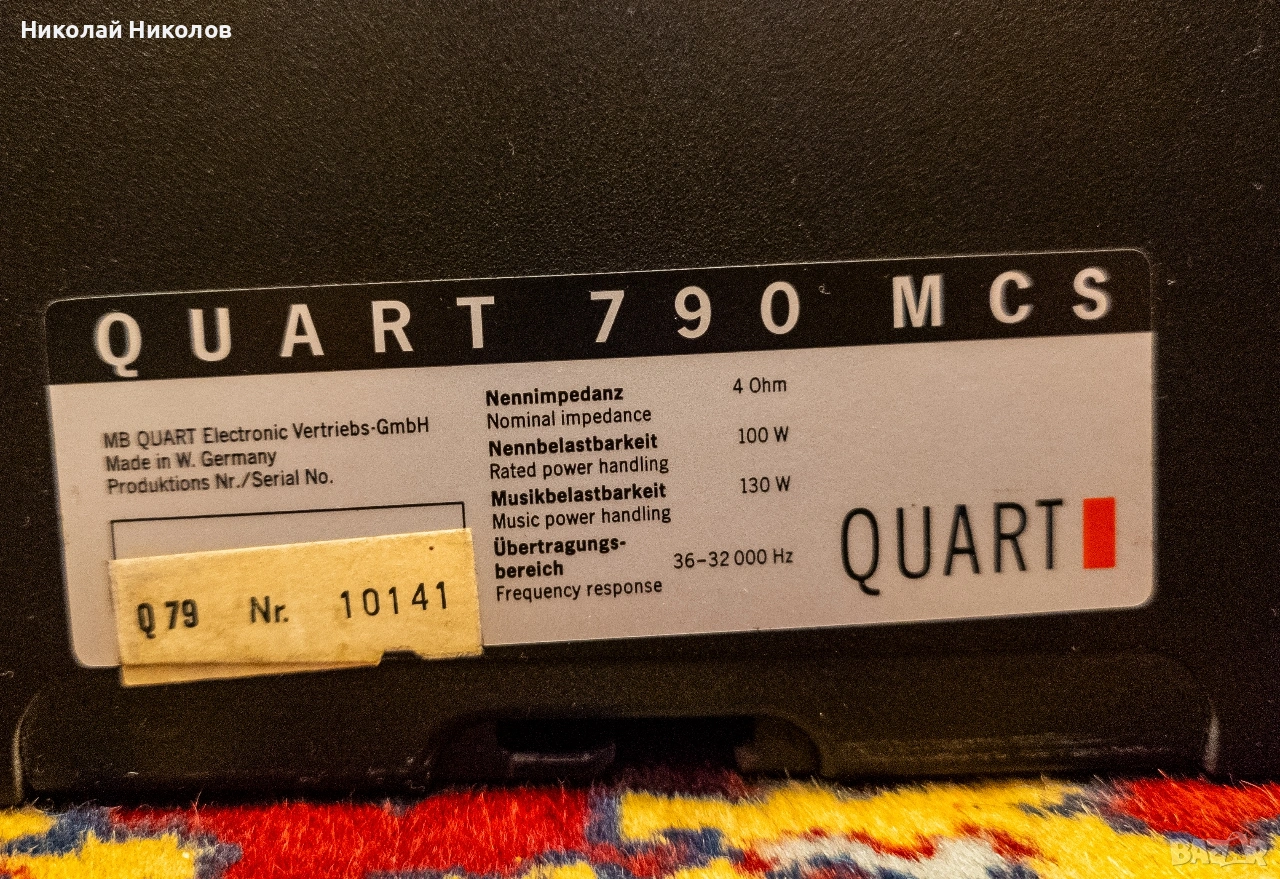 Николай Николов
QUART 790 MCS
MB QUART Electronic Vertriebs-GmbH
Made in W. Germany
Produktions Nr./Serial No.
Q 79 Nr. 10141
Nennimpedanz 4 Ohm
Nominal impedance
Nennbelastbarkeit 100 W
Rated power handling
Musikbelastbarkeit 130 W
Music power handling
Übertragungs-
bereich 36–32 000 Hz
Frequency response
QUART
BAZAR